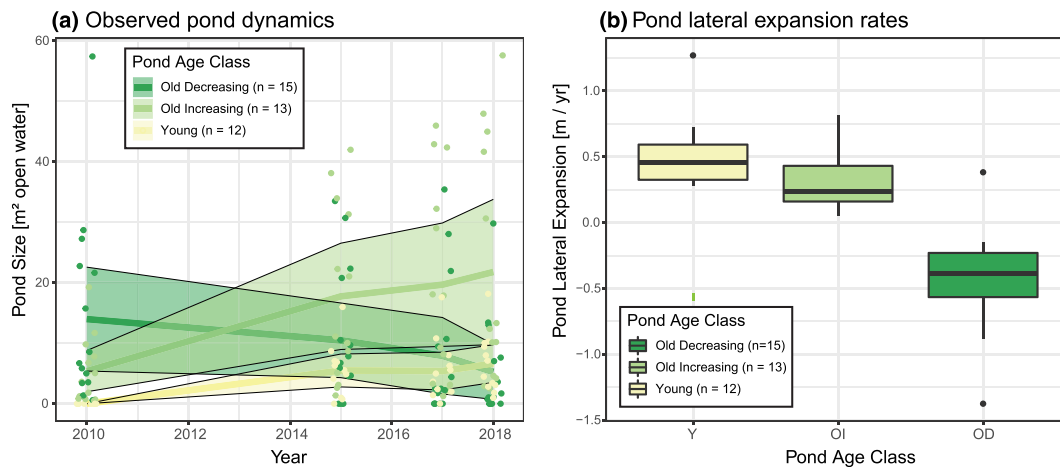 (a) Observed pond dynamics
60
40
20
0
Pond Size [m² open water]
Pond Age Class
Old Decreasing (n = 15)
Old Increasing (n = 13)
Young (n = 12)
2010
2012
2014
2016
2018
Year
(b) Pond lateral expansion rates
1.0
0.5
0.0
−0.5
−1.0
−1.5
Pond Lateral Expansion [m / yr]
Pond Age Class
Old Decreasing (n=15)
Old Increasing (n = 13)
Young (n = 12)
Y
OI
OD
Pond Age Class